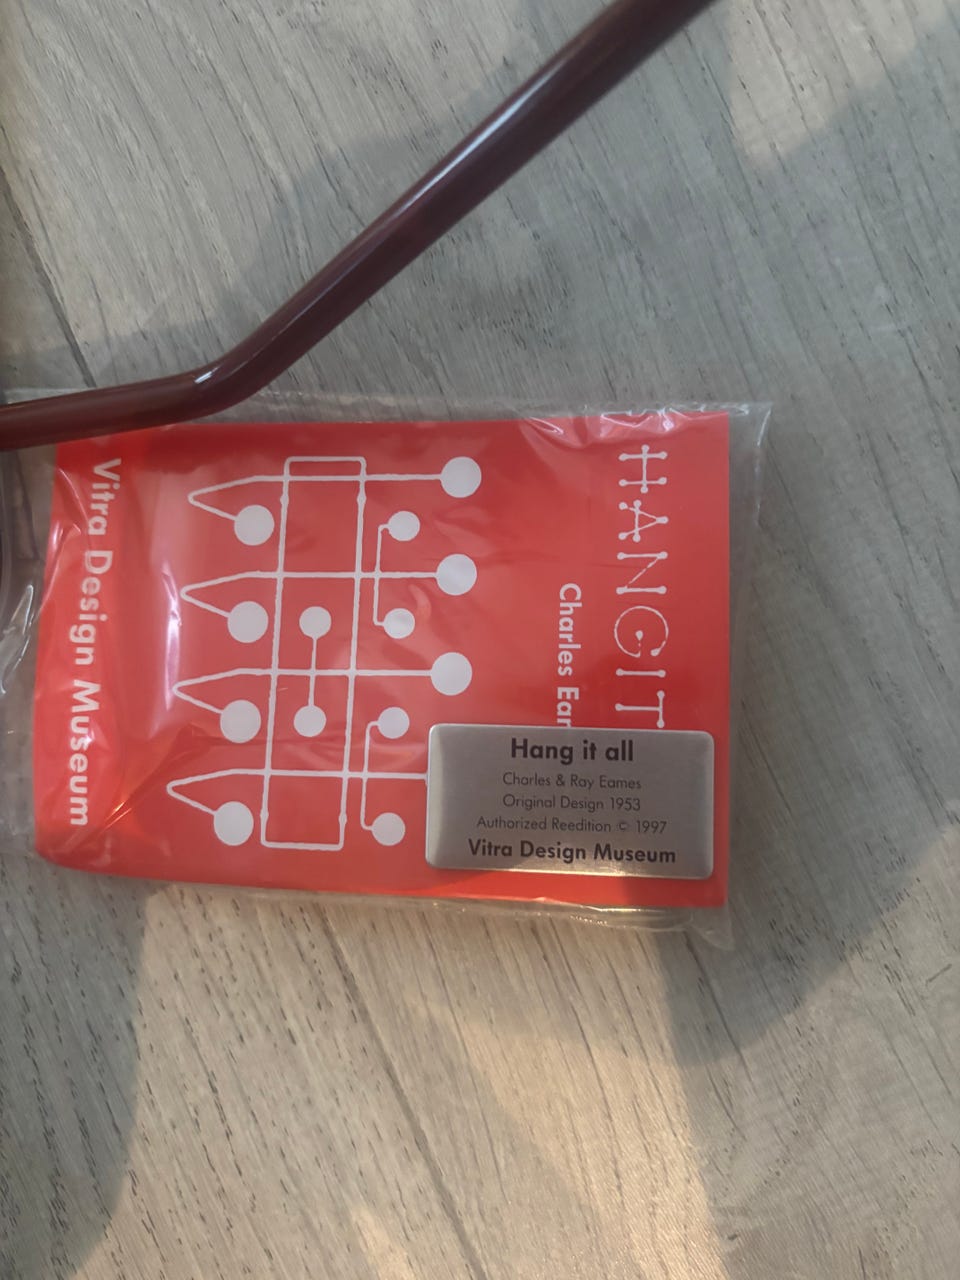 HANG IT
Charles Ea
Vitra Design Museum
Hang it all
Charles & Ray Eames
Original Design 1953
Authorized Reedition © 1997
Vitra Design Museum